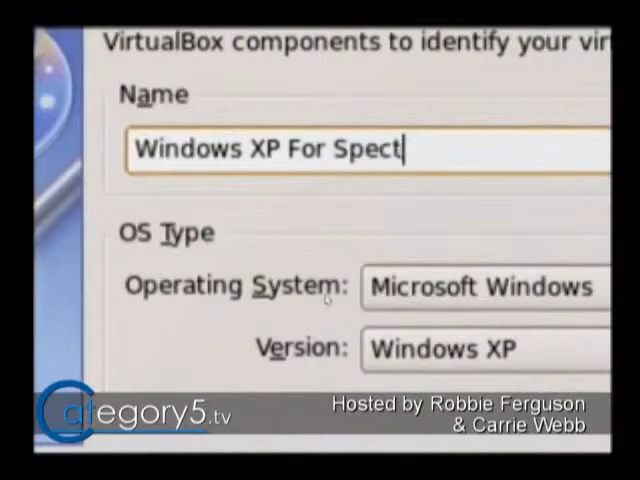 VirtualBox components to identify your vir
Name
Windows XP For Spect
OS Type
Operating System: Microsoft Windows
Version: Windows XP
Category5.tv
Hosted by Robbie Ferguson
& Carrie Webb